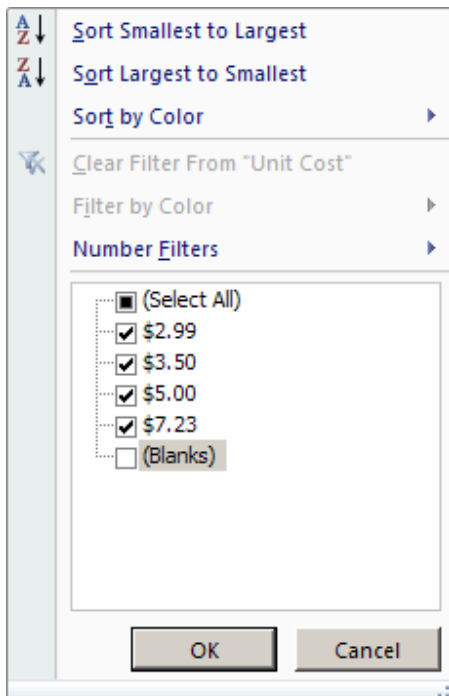 Sort Smallest to Largest
Sort Largest to Smallest
Sort by Color
Clear Filter From "Unit Cost"
Filter by Color
Number Filters
(Select All)
$2.99
$3.50
$5.00
$7.23
(Blanks)
OK Cancel